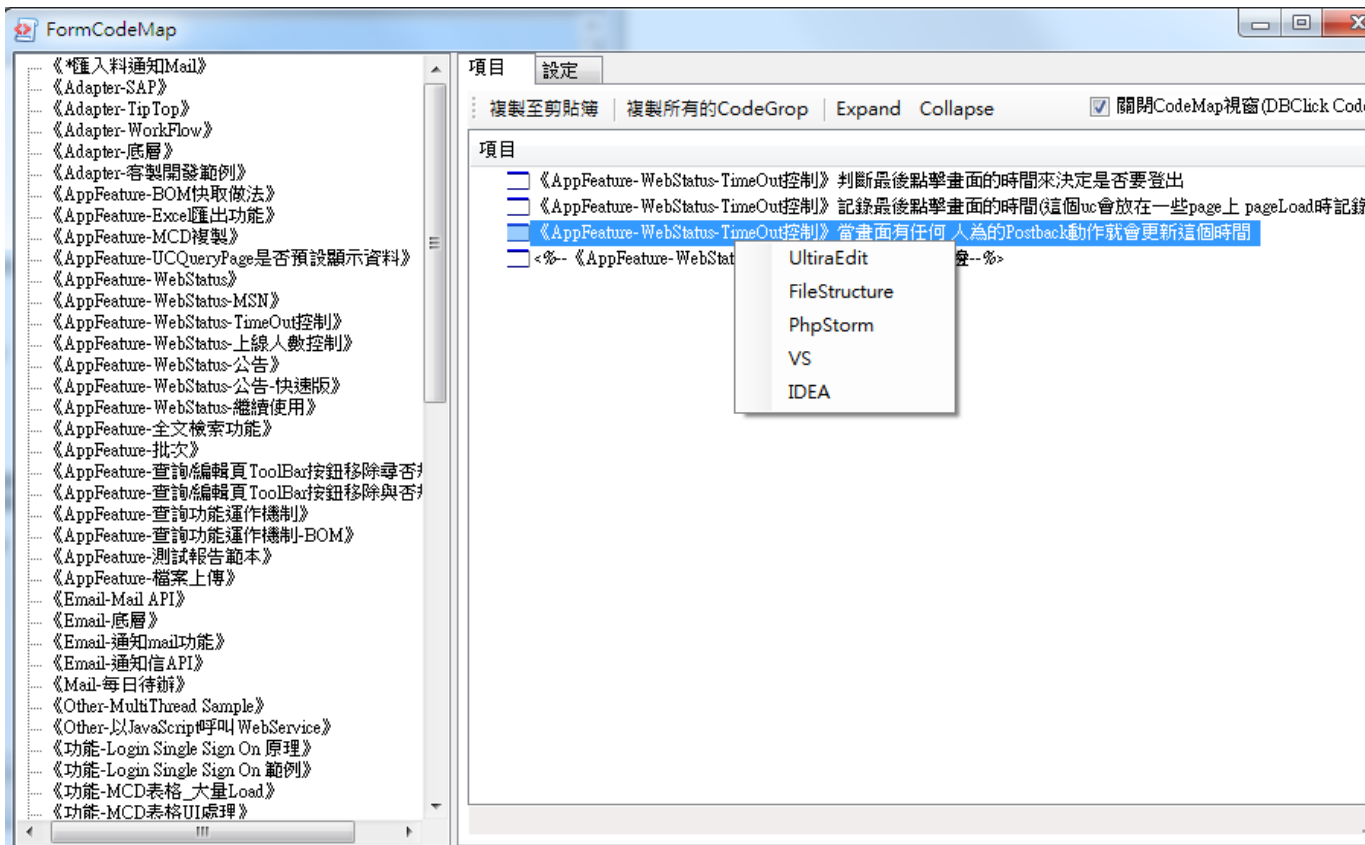 FormCodeMap
《*匯入料通知Mail》
《Adapter-SAP》
《Adapter-TipTop》
《Adapter-WorkFlow》
《Adapter-底層》
《Adapter-客製開發範例》
《AppFeature-BOM快取做法》
《AppFeature-Excel匯出功能》
《AppFeature-MCD複製》
《AppFeature-UCQueryPage是否預設顯示資料》
《AppFeature-WebStatus》
《AppFeature-WebStatus-MSN》
《AppFeature-WebStatus-TimeOut控制》
《AppFeature-WebStatus-上線人數控制》
《AppFeature-WebStatus-公告》
《AppFeature-WebStatus-公告-快速版》
《AppFeature-WebStatus-繼續使用》
《AppFeature-全文檢索功能》
《AppFeature-批次》
《AppFeature-查詢/編輯頁ToolBar按鈕移除尋否
《AppFeature-查詢/編輯頁ToolBar按鈕移除與否
《AppFeature-查詢功能運作機制》
《AppFeature-查詢功能運作機制-BOM》
《AppFeature-測試報告範本》
《AppFeature-檔案上傳》
《Email-Mail API》
《Email-底層》
《Email-通知mail功能》
《Email-通知信API》
《Mail-每日待辦》
《Other-MultiThread Sample》
《Other-以JavaScript呼叫WebService》
《功能-Login Single Sign On 原理》
《功能-Login Single Sign On 範例》
《功能-MCD表格_大量Load》
《功能-MCD表格UI處理》
項目 設定
複製至剪貼簿 複製所有的CodeGrop Expand Collapse 關閉CodeMap視窗(DBClick Code
項目
《AppFeature-WebStatus-TimeOut控制》判斷最後點擊畫面的時間來決定是否要登出
《AppFeature-WebStatus-TimeOut控制》記錄最後點擊畫面的時間(這個uc會放在一些page上 pageLoad時記錄
《AppFeature-WebStatus-TimeOut控制》當畫面有任何 人為的Postback動作就會更新這個時間
<%-- 《AppFeature-WebStat --%>
UltiraEdit
FileStructure
PhpStorm
VS
IDEA